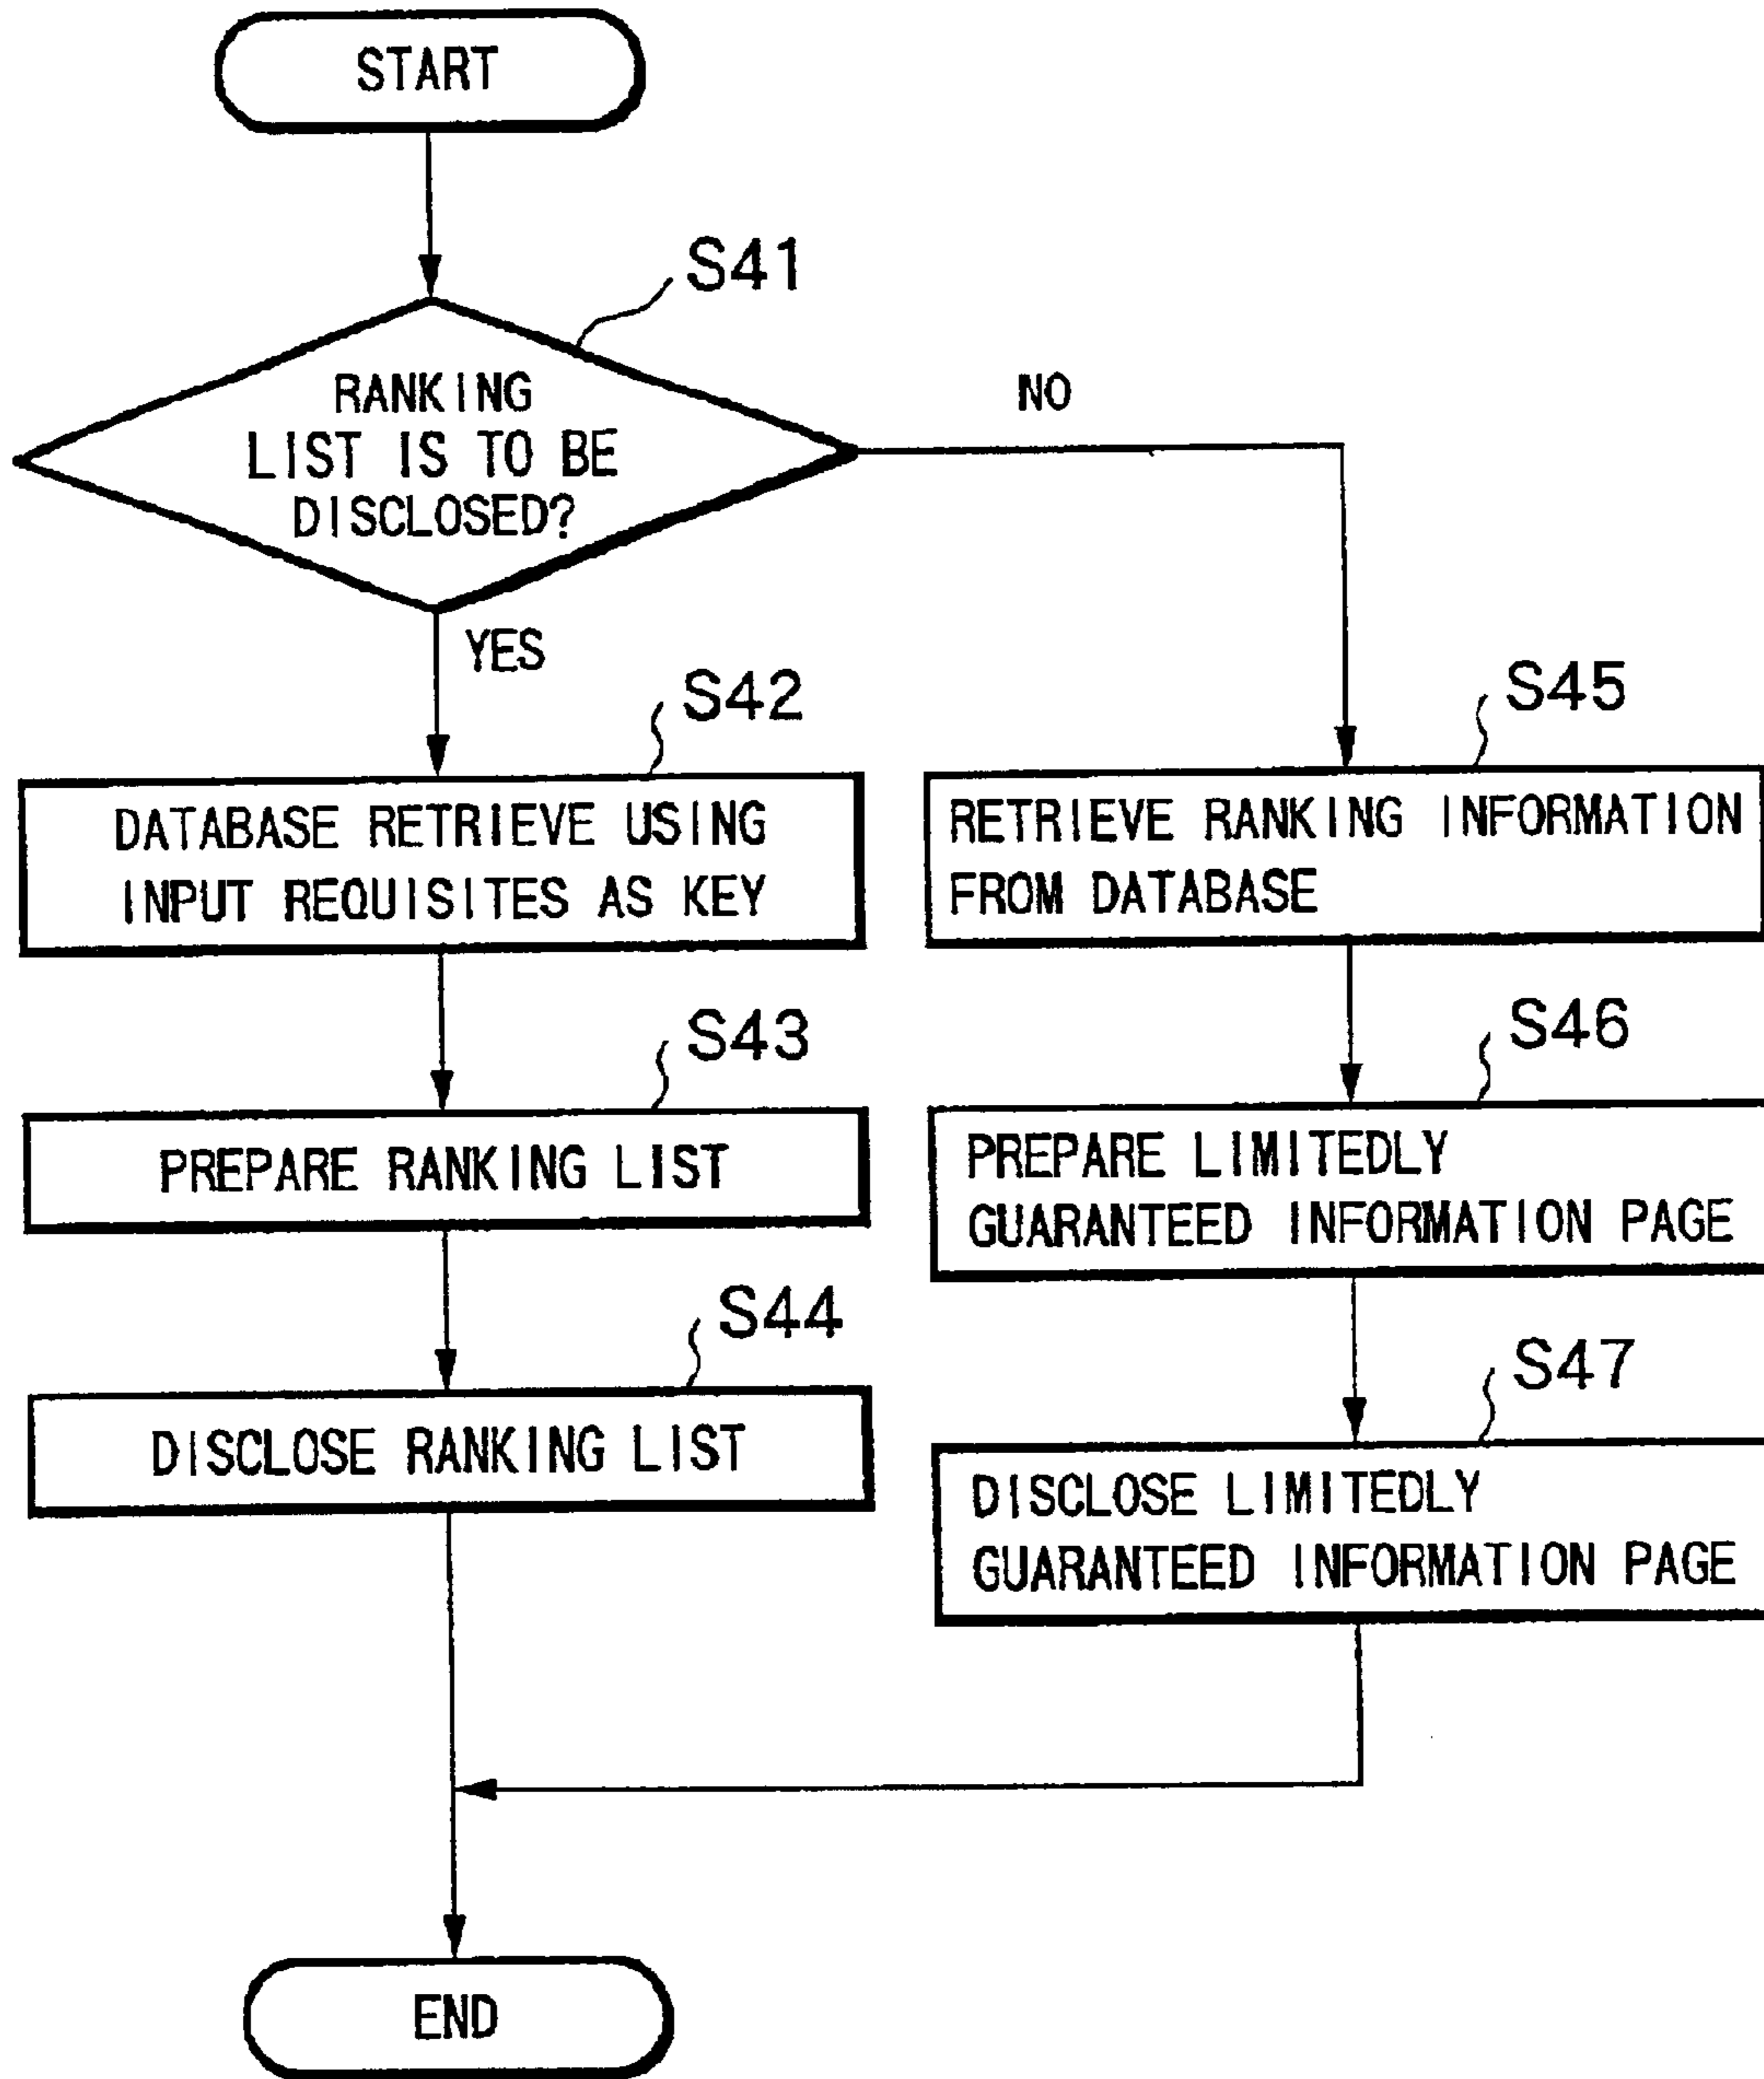 START
S41
RANKING
LIST IS TO BE
DISCLOSED?
NO
YES
S42
DATABASE RETRIEVE USING
INPUT REQUISITES AS KEY
S43
PREPARE RANKING LIST
S44
DISCLOSE RANKING LIST
S45
RETRIEVE RANKING INFORMATION
FROM DATABASE
S46
PREPARE LIMITEDLY
GUARANTEED INFORMATION PAGE
S47
DISCLOSE LIMITEDLY
GUARANTEED INFORMATION PAGE
END